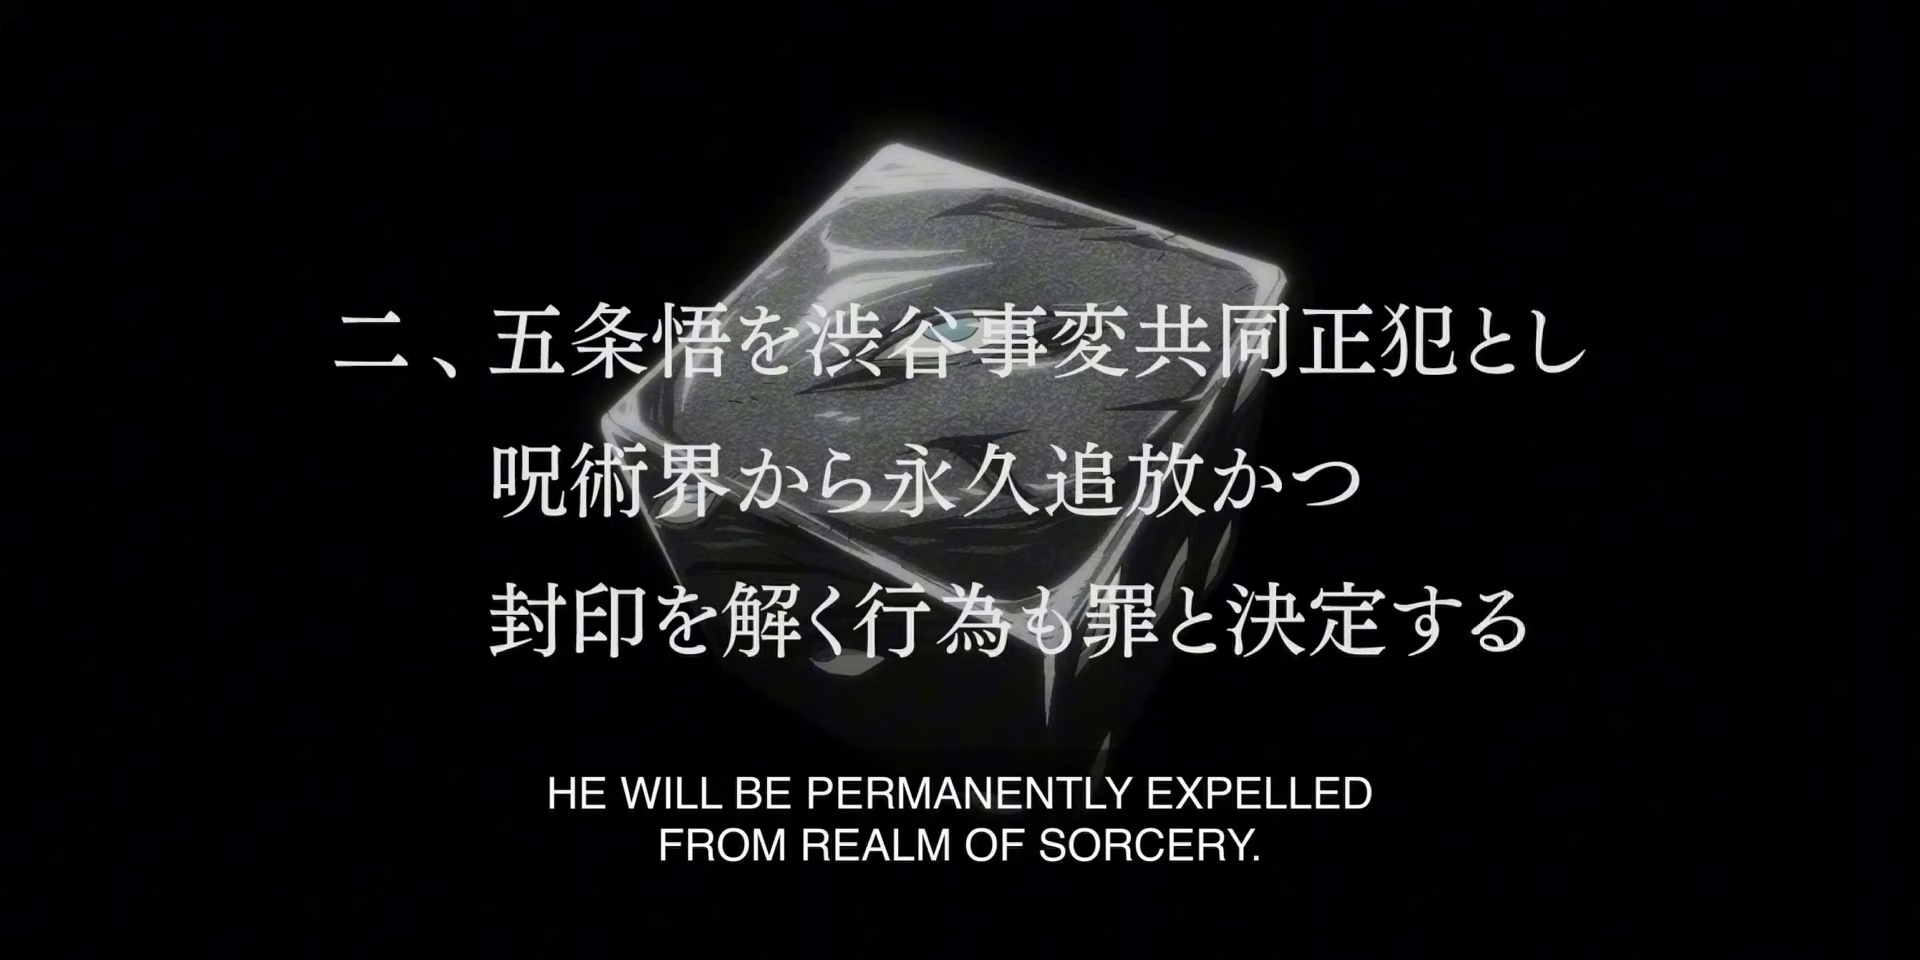 二、五条悟を渋谷事変共同正犯とし
呪術界から永久追放かつ
封印を解く行為も罪と決定する
HE WILL BE PERMANENTLY EXPELLED
FROM REALM OF SORCERY.